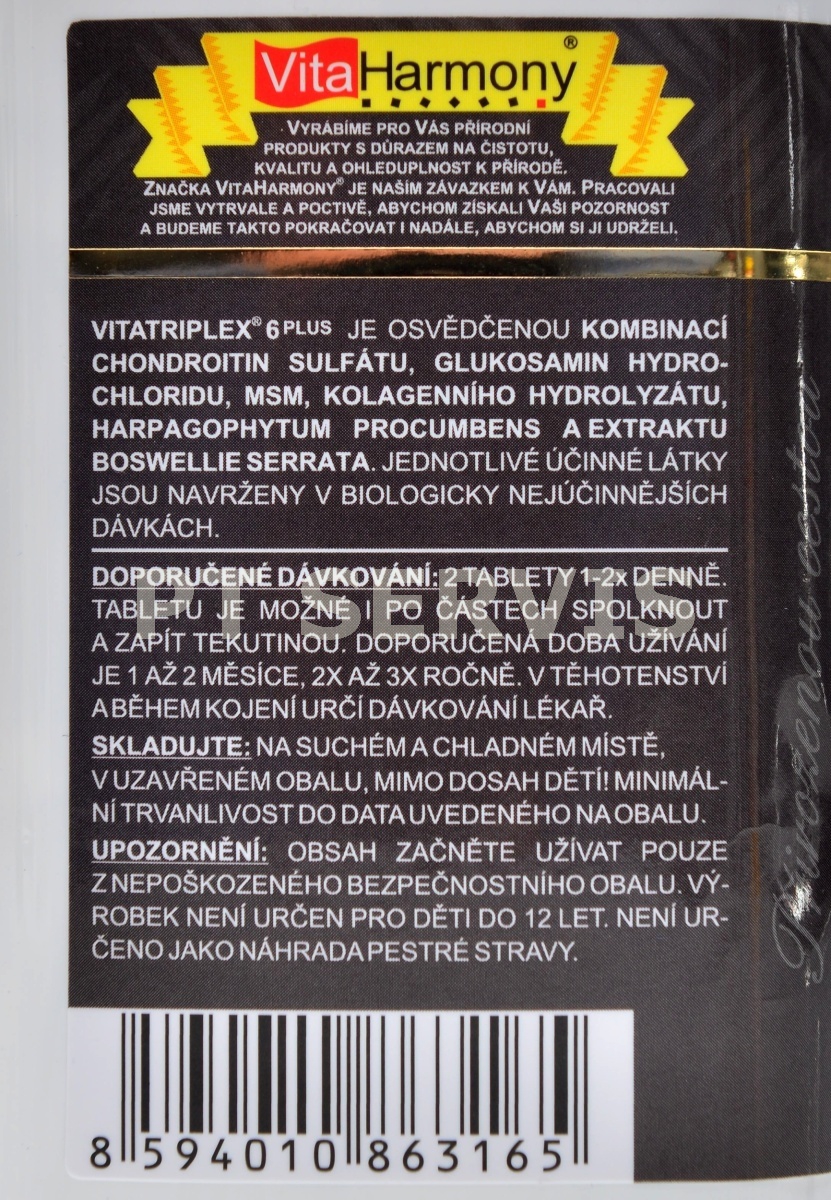 VitaHarmony®
VYRÁBÍME PRO VÁS PŘÍRODNÍ
PRODUKTY S DŮRAZEM NA ČISTOTU,
KVALITU A OHLEDUPLNOST K PŘÍRODĚ.
ZNAČKA VITAHARMONY® JE NAŠÍM ZÁVAZKEM K VÁM. PRACOVALI
JSME VYTRVALE A POCTIVĚ, ABYCHOM ZÍSKALI VAŠI POZORNOST
A BUDEME TAKTO POKRAČOVAT I NADÁLE, ABYCHOM SI JI UDRŽELI.
VITATRIPLEX® 6 PLUS JE OSVĚDČENOU KOMBINACÍ
CHONDROITIN SULFÁTU, GLUKOSAMIN HYDRO-
CHLORIDU, MSM, KOLAGENNÍHO HYDROLYZÁTU,
HARPAGOPHYTUM PROCUMBENS A EXTRAKTU
BOSWELLIE SERRATA. JEDNOTLIVÉ ÚČINNÉ LÁTKY
JSOU NAVRŽENY V BIOLOGICKY NEJÚČINNĚJŠÍCH
DÁVKÁCH.
DOPORUČENÉ DÁVKOVÁNÍ: 2 TABLETY 1-2x DENNĚ.
TABLETU JE MOŽNÉ I PO ČÁSTECH SPOLKNOUT
A ZAPÍT TEKUTINOU. DOPORUČENÁ DOBA UŽÍVÁNÍ
JE 1 AŽ 2 MĚSÍCE, 2X AŽ 3X ROČNĚ. V TĚHOTENSTVÍ
A BĚHEM KOJENÍ URČÍ DÁVKOVÁNÍ LÉKAŘ.
SKLADUJTE: NA SUCHÉM A CHLADNÉM MÍSTĚ,
V UZAVŘENÉM OBALU, MIMO DOSAH DĚTÍ! MINIMÁL-
NÍ TRVANLIVOST DO DATA UVEDENÉHO NA OBALU.
UPOZORNĚNÍ: OBSAH ZAČNĚTE UŽÍVAT POUZE
Z NEPOŠKOZENÉHO BEZPEČNOSTNÍHO OBALU. VÝ-
ROBEK NENÍ URČEN PRO DĚTI DO 12 LET. NENÍ UR-
ČENO JAKO NÁHRADA PESTRÉ STRAVY.
8 594010 863165
PT SERVIS
Přirozenou cestou